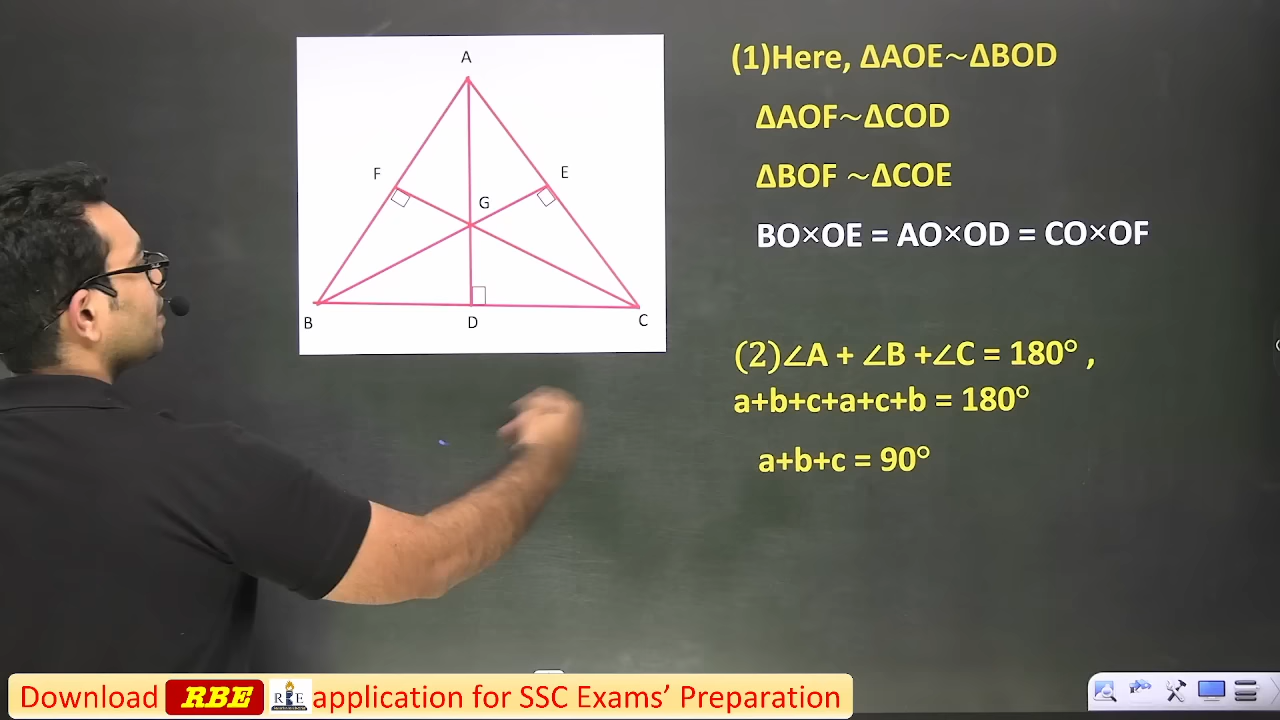 A
F
E
G
B
D
C
(1)Here, ΔAOE~ΔBOD
ΔAOF~ΔCOD
ΔBOF ~ΔCOE
BO×OE = AO×OD = CO×OF
(2)∠A + ∠B +∠C = 180° ,
a+b+c+a+c+b = 180°
a+b+c = 90°
Download RBE R E application for SSC Exams’ Preparation